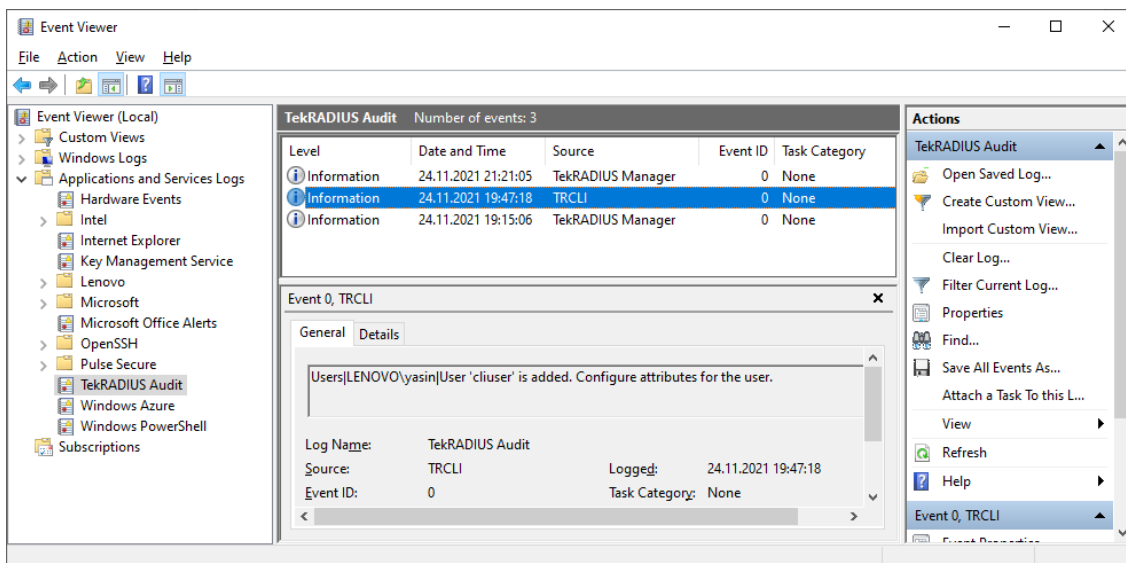 Event Viewer
File Action View Help
Event Viewer (Local)
Custom Views
Windows Logs
Applications and Services Logs
Hardware Events
Intel
Internet Explorer
Key Management Service
Lenovo
Microsoft
Microsoft Office Alerts
OpenSSH
Pulse Secure
TekRADIUS Audit
Windows Azure
Windows PowerShell
Subscriptions
TekRADIUS Audit Number of events: 3
Level Date and Time Source Event ID Task Category
Information 24.11.2021 21:21:05 TekRADIUS Manager 0 None
Information 24.11.2021 19:47:18 TRCLI 0 None
Information 24.11.2021 19:15:06 TekRADIUS Manager 0 None
Event 0, TRCLI
General Details
Users|LENOVO\yasin|User 'cliuser' is added. Configure attributes for the user.
Log Name: TekRADIUS Audit
Source: TRCLI Logged: 24.11.2021 19:47:18
Event ID: 0 Task Category: None
Actions
TekRADIUS Audit
Open Saved Log...
Create Custom View...
Import Custom View...
Clear Log...
Filter Current Log...
Properties
Find...
Save All Events As...
Attach a Task To this L...
View
Refresh
Help
Event 0, TRCLI